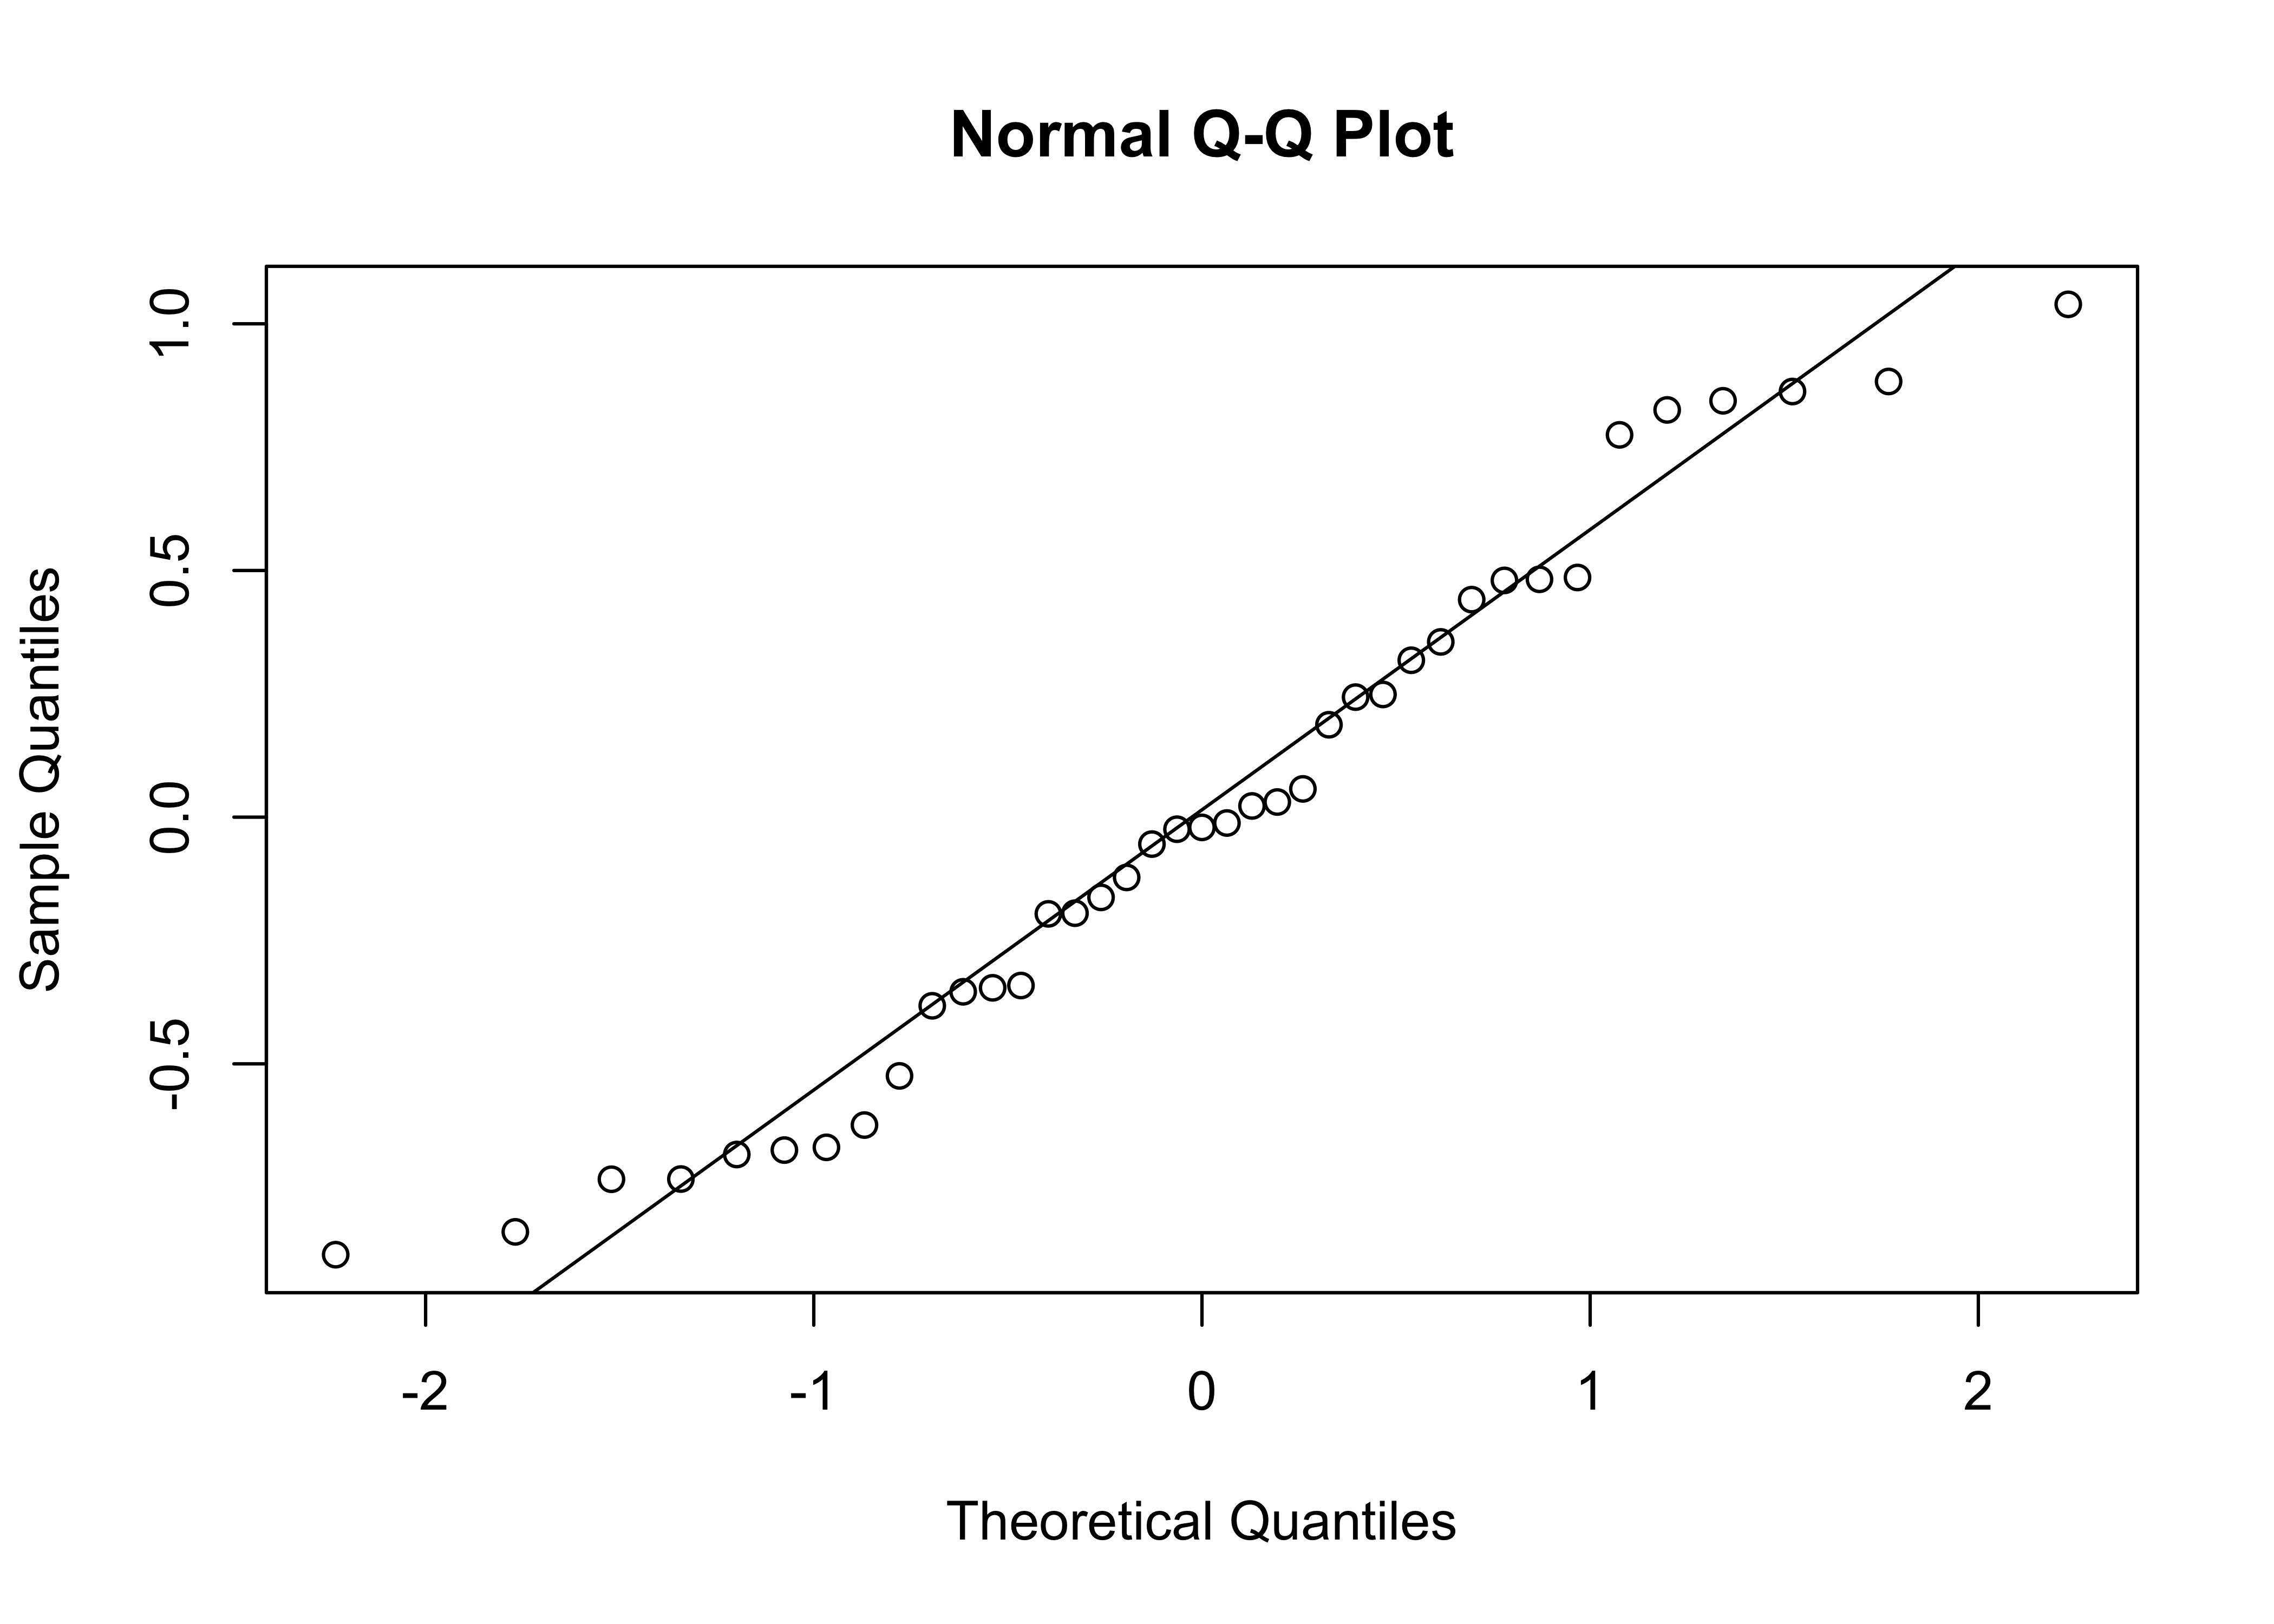 Normal Q-Q Plot
Sample Quantiles
1.0
0.5
0.0
-0.5
-2 -1 0 1 2
Theoretical Quantiles